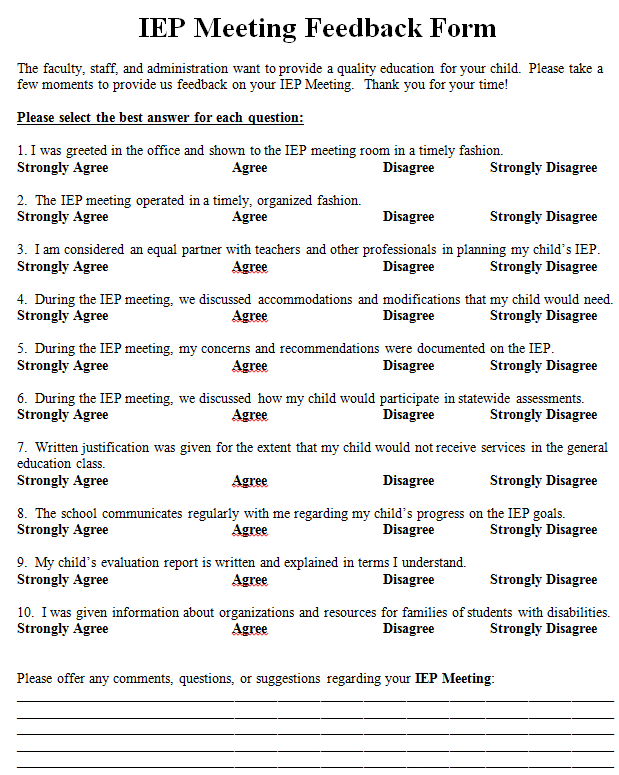 IEP Meeting Feedback Form
The faculty, staff, and administration want to provide a quality education for your child.  Please take a
few moments to provide us feedback on your IEP Meeting.   Thank you for your time!
Please select the best answer for each question:
1. I was greeted in the office and shown to the IEP meeting room in a timely fashion.
Strongly Agree Agree Disagree Strongly Disagree
2.  The IEP meeting operated in a timely, organized fashion.
Strongly Agree Agree Disagree Strongly Disagree
3.  I am considered an equal partner with teachers and other professionals in planning my child's IEP.
Strongly Agree Agree Disagree Strongly Disagree
4.  During the IEP meeting, we discussed accommodations and modifications that my child would need.
Strongly Agree Agree Disagree Strongly Disagree
5.  During the IEP meeting, my concerns and recommendations were documented on the IEP.
Strongly Agree Agree Disagree Strongly Disagree
6.  During the IEP meeting, we discussed how my child would participate in statewide assessments.
Strongly Agree Agree Disagree Strongly Disagree
7.  Written justification was given for the extent that my child would not receive services in the general
education class.
Strongly Agree Agree Disagree Strongly Disagree
8.  The school communicates regularly with me regarding my child's progress on the IEP goals.
Strongly Agree Agree Disagree Strongly Disagree
9.  My child's evaluation report is written and explained in terms I understand.
Strongly Agree Agree Disagree Strongly Disagree
10.  I was given information about organizations and resources for families of students with disabilities.
Strongly Agree Agree Disagree Strongly Disagree
Please offer any comments, questions, or suggestions regarding your IEP Meeting: